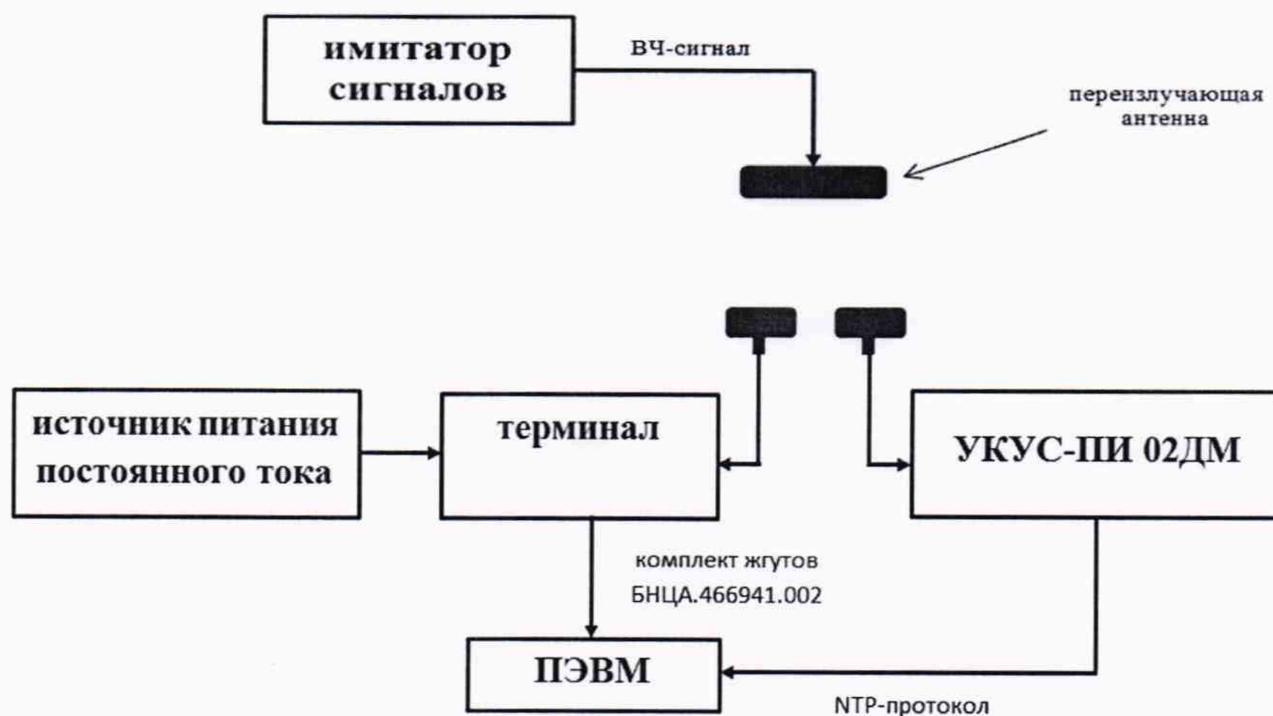 имитатор
сигналов
ВЧ-сигнал
переизлучающая
антенна
источник питания
постоянного тока
терминал
УКУС-ПИ 02ДМ
комплект жгутов
БНЦА.466941.002
ПЭВМ
NTP-протокол